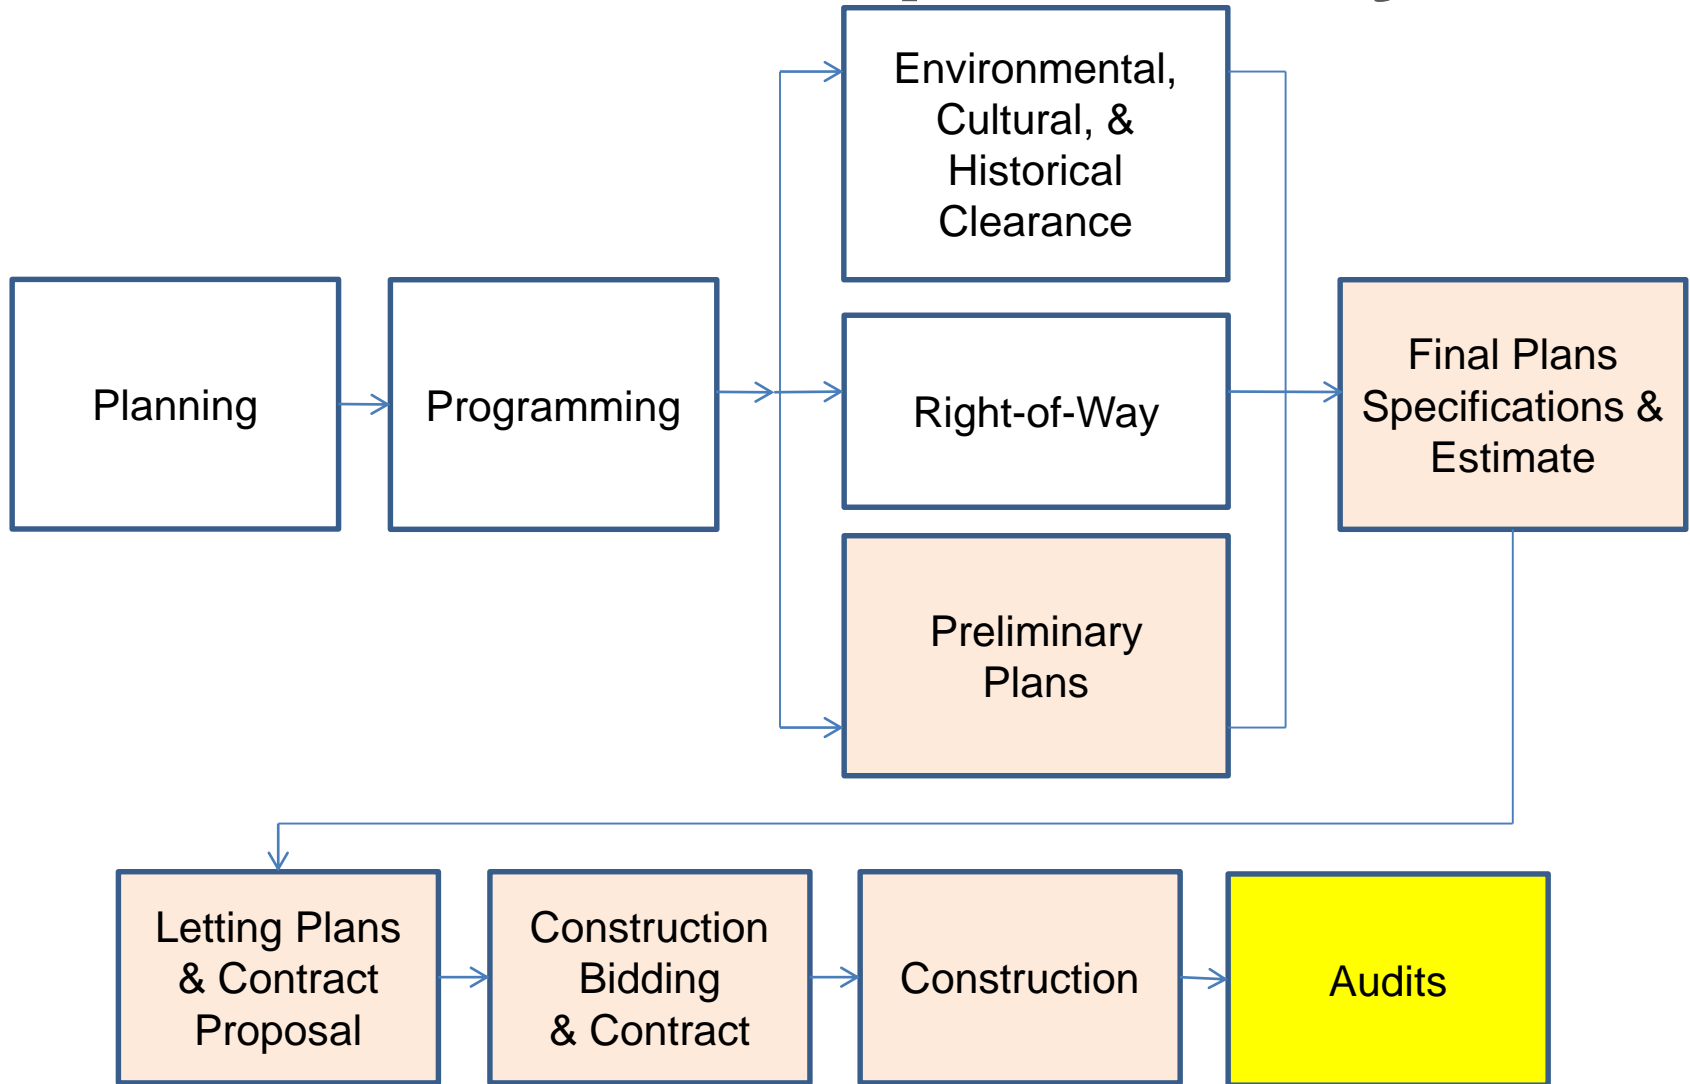 Environmental,
Cultural, &
Historical
Clearance
Planning
Programming
Right-of-Way
Final Plans
Specifications &
Estimate
Preliminary
Plans
Letting Plans
& Contract
Proposal
Construction
Bidding
& Contract
Construction
Audits